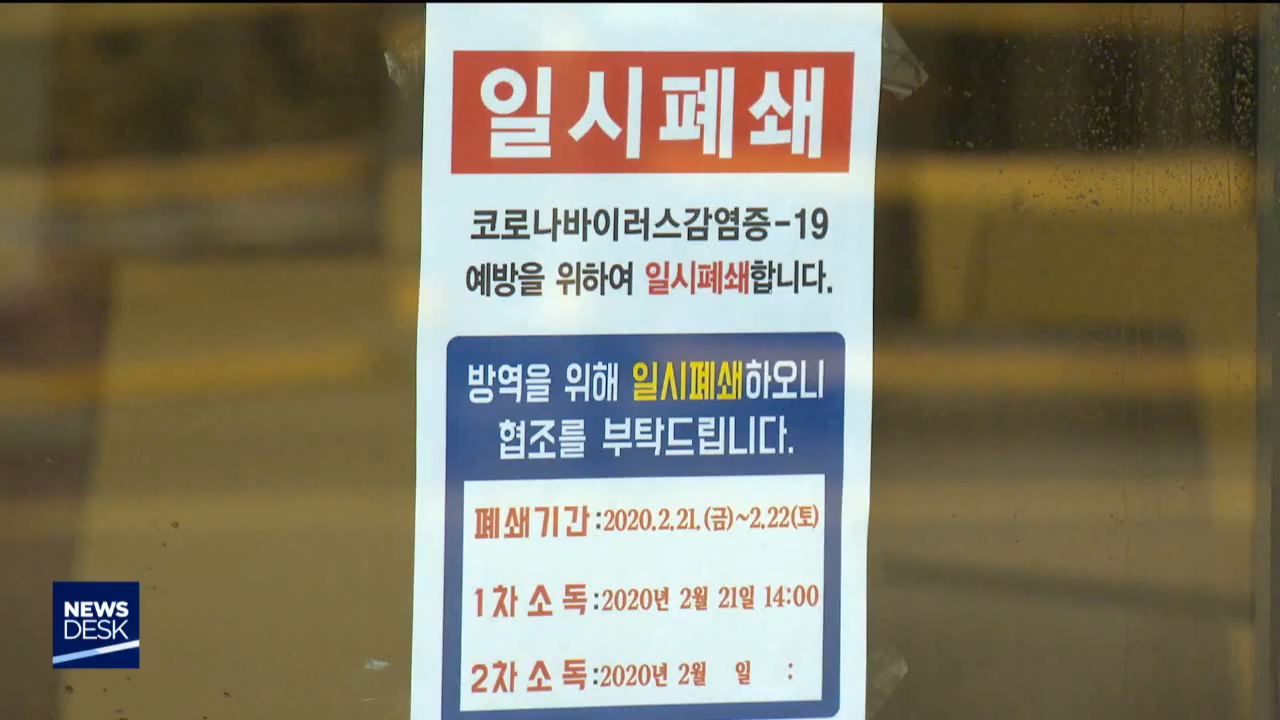 일시폐쇄
코로나바이러스감염증-19
예방을 위하여 일시폐쇄합니다.
방역을 위해 일시폐쇄하오니
협조를 부탁드립니다.
폐쇄기간:2020.2.21.(금)~2.22(토)
1차소독:2020년 2월 21일 14:00
2차소독:2020년 2월 일 :
NEWS
DESK